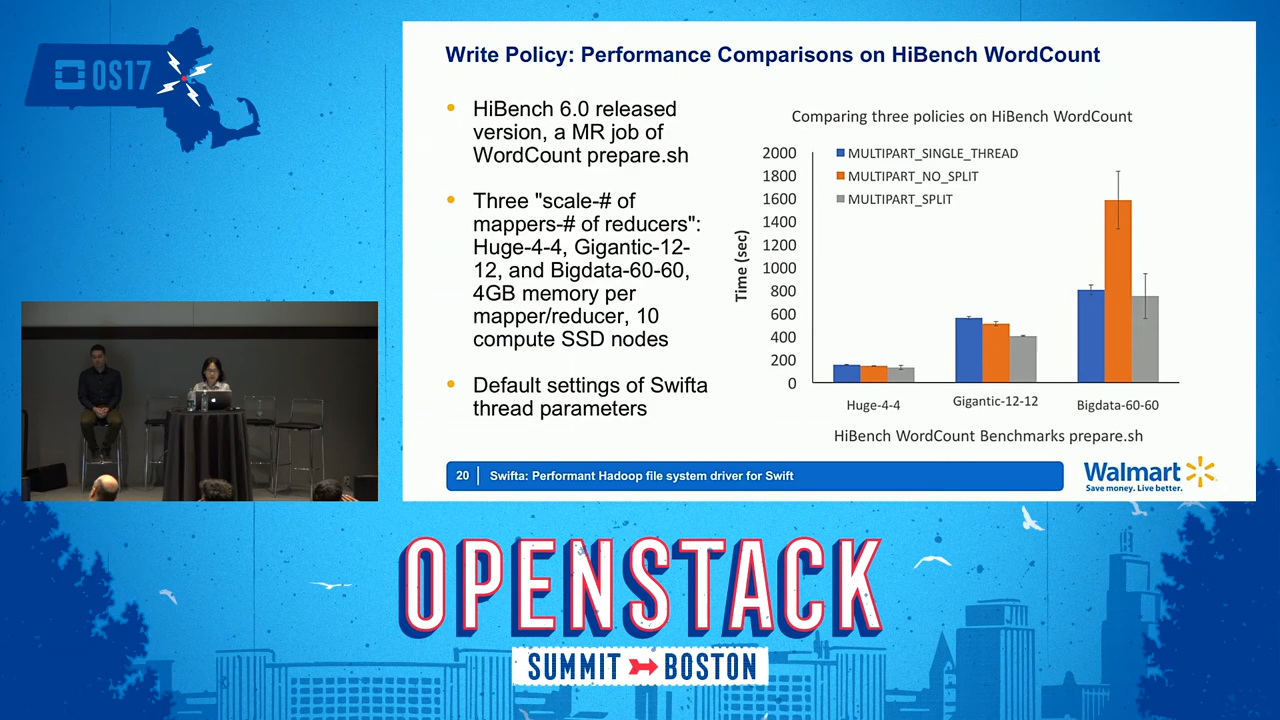 OS17
Write Policy: Performance Comparisons on HiBench WordCount
HiBench 6.0 released
version, a MR job of
WordCount prepare.sh
Three "scale-# of
mappers-# of reducers":
Huge-4-4, Gigantic-12-
12, and Bigdata-60-60,
4GB memory per
mapper/reducer, 10
compute SSD nodes
Default settings of Swifta
thread parameters
Comparing three policies on HiBench WordCount
MULTIPART_SINGLE_THREAD
MULTIPART_NO_SPLIT
MULTIPART_SPLIT
Time (sec)
2000
1800
1600
1400
1200
1000
800
600
400
200
0
Huge-4-4
Gigantic-12-12
Bigdata-60-60
HiBench WordCount Benchmarks prepare.sh
20
Swifta: Performant Hadoop file system driver for Swift
Walmart
Save money. Live better.
OPENSTACK
SUMMIT BOSTON